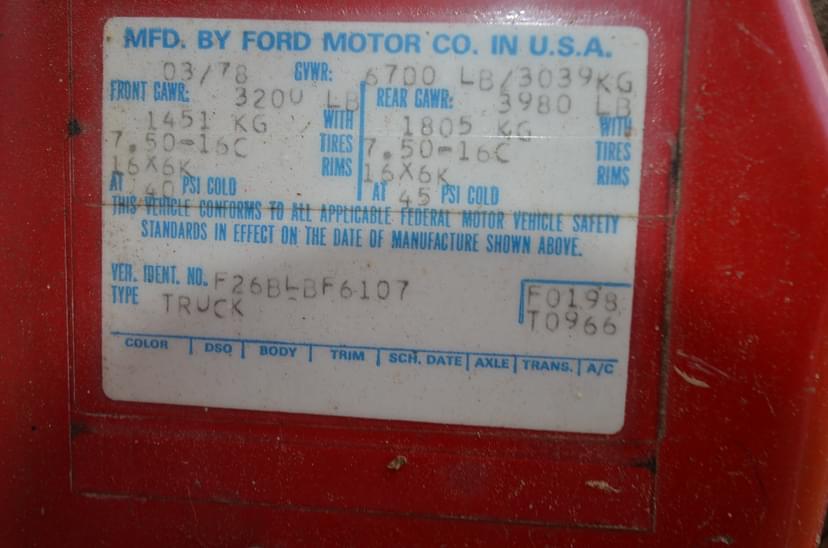 MFD. BY FORD MOTOR CO. IN U.S.A.
03/78 GVWR: 6700 LB/3039KG
FRONT GAWR: 3200 LB REAR GAWR: 3980 LB
1451 KG WITH 1805 KG WITH
7.50-16C TIRES 7.50-16C TIRES
16X6K RIMS 16X6K RIMS
AT 40 PSI COLD AT 45 PSI COLD
THIS VEHICLE CONFORMS TO ALL APPLICABLE FEDERAL MOTOR VEHICLE SAFETY
STANDARDS IN EFFECT ON THE DATE OF MANUFACTURE SHOWN ABOVE.
VEH. IDENT. NO. F26BLBF6107 F0198
TYPE TRUCK T0966
COLOR DSO BODY TRIM SCH. DATE AXLE TRANS. A/C